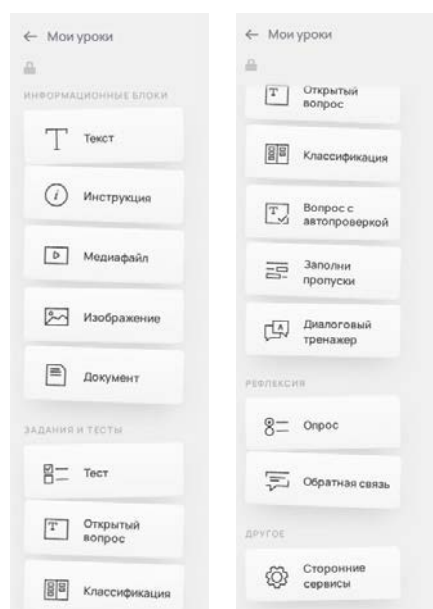 ← Мои уроки
ИНФОРМАЦИОННЫЕ БЛОКИ
Текст
Инструкция
Медиафайл
Изображение
Документ
ЗАДАНИЯ И ТЕСТЫ
Тест
Открытый
вопрос
Классификация
← Мои уроки
Открытый
вопрос
Классификация
Вопрос с
автопроверкой
Заполни
пропуски
Диалоговый
тренажер
РЕФЛЕКСИЯ
Опрос
Обратная связь
ДРУГОЕ
Сторонние
сервисы